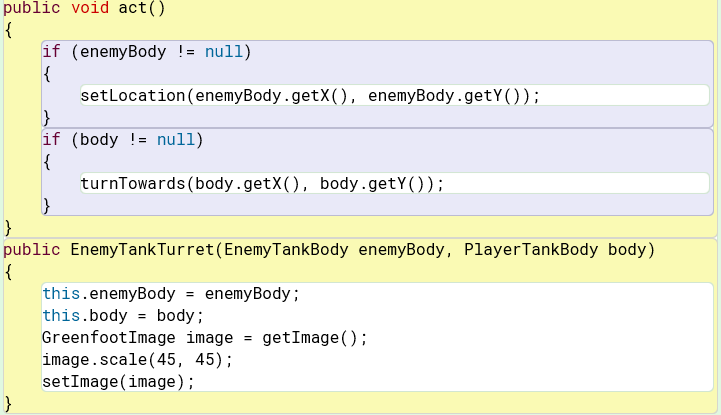 public void act()
{
if (enemyBody != null)
{
setLocation(enemyBody.getX(), enemyBody.getY());
}
if (body != null)
{
turnTowards(body.getX(), body.getY());
}
}
public EnemyTankTurret(EnemyTankBody enemyBody, PlayerTankBody body)
{
this.enemyBody = enemyBody;
this.body = body;
GreenfootImage image = getImage();
image.scale(45, 45);
setImage(image);
}